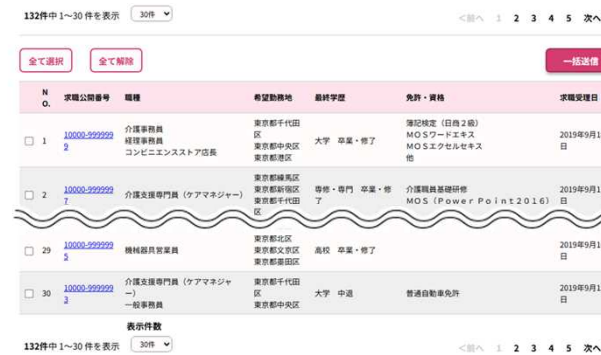 132件中 1～30 件を表示 30件 <前へ 1 2 3 4 5 次へ
全て選択 全て解除 一括送信
NO. 求職公開番号 職種 希望勤務地 最終学歴 免許・資格 求職受理日
1 10000-9999999 介護事務員 経理事務員 コンビニエンスストア店長 東京都千代田区 東京都中央区 東京都港区 大学 卒業・修了 簿記検定（日商２級） ＭＯＳワードエキス ＭＯＳエクセルセキス 他 2019年9月1日
2 10000-9999997 介護支援専門員（ケアマネジャー） 東京都練馬区 東京都新宿区 東京都千代田区 専修・専門 卒業・修了 介護職員基礎研修 ＭＯＳ（Ｐｏｗｅｒ Ｐｏｉｎｔ２０１６） 2019年9月1日
29 10000-9999995 機械器具営業員 東京都北区 東京都文京区 東京都墨田区 高校 卒業・修了 2019年9月1日
30 10000-9999993 介護支援専門員（ケアマネジャー） 一般事務員 東京都千代田区 東京都中央区 大学 中退 普通自動車免許 2019年9月1日
表示件数
132件中 1～30 件を表示 30件 <前へ 1 2 3 4 5 次へ